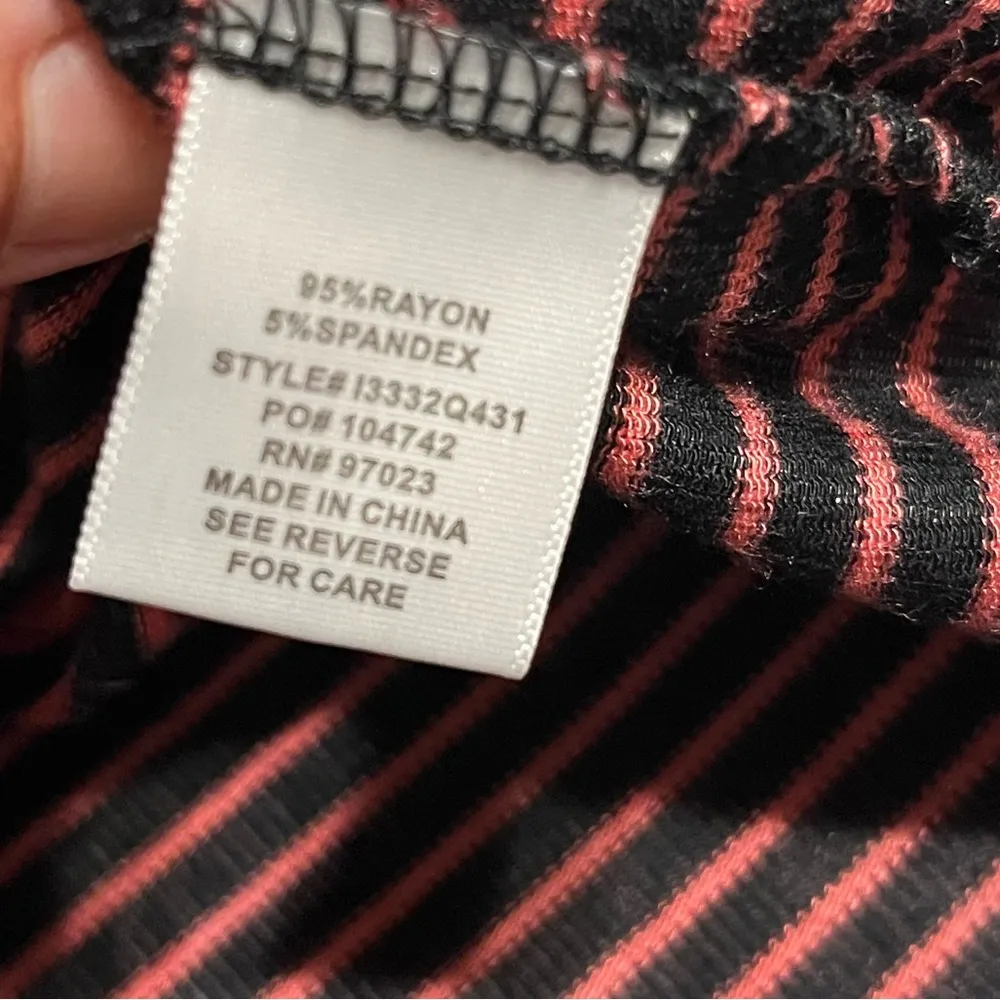 95%RAYON
5%SPANDEX
STYLE# I3332Q431
PO# 104742
RN# 97023
MADE IN CHINA
SEE REVERSE
FOR CARE